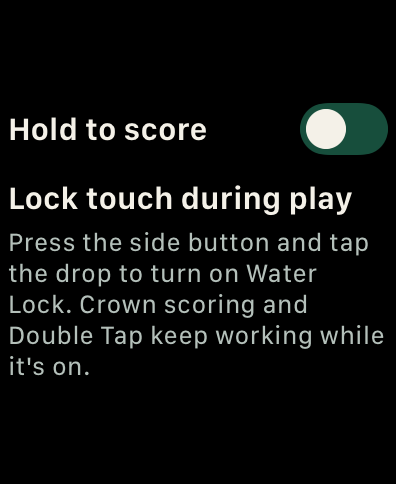 Hold to score
Lock touch during play
Press the side button and tap
the drop to turn on Water
Lock. Crown scoring and
Double Tap keep working while
it's on.